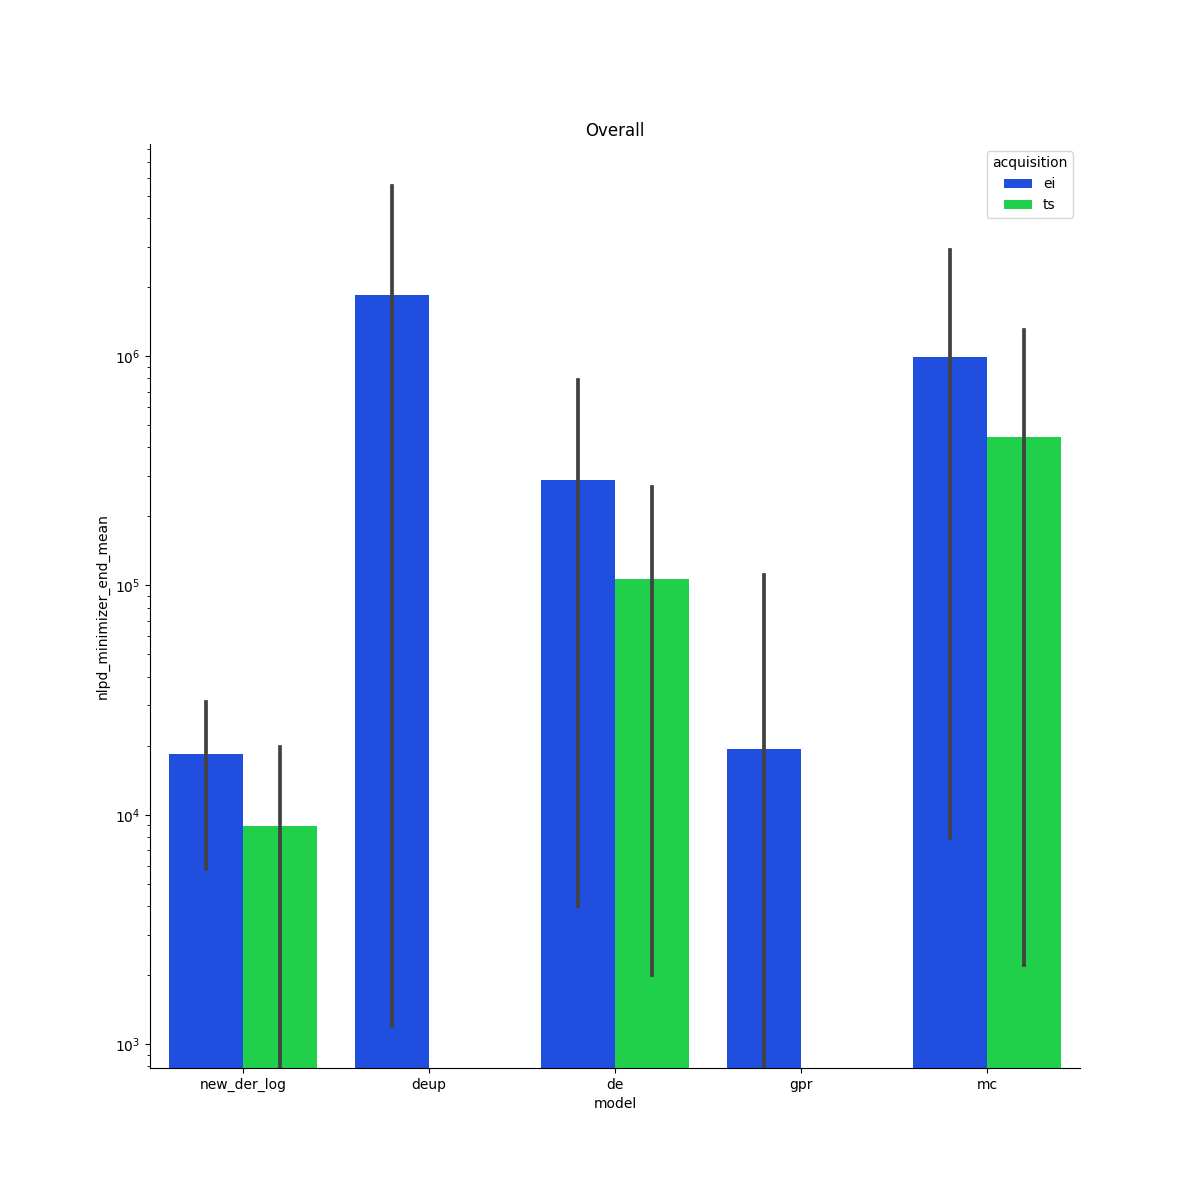 Overall
acquisition
ei
ts
10^6
10^5
10^4
10^3
nlpd_minimizer_end_mean
new_der_log deup de gpr mc
model